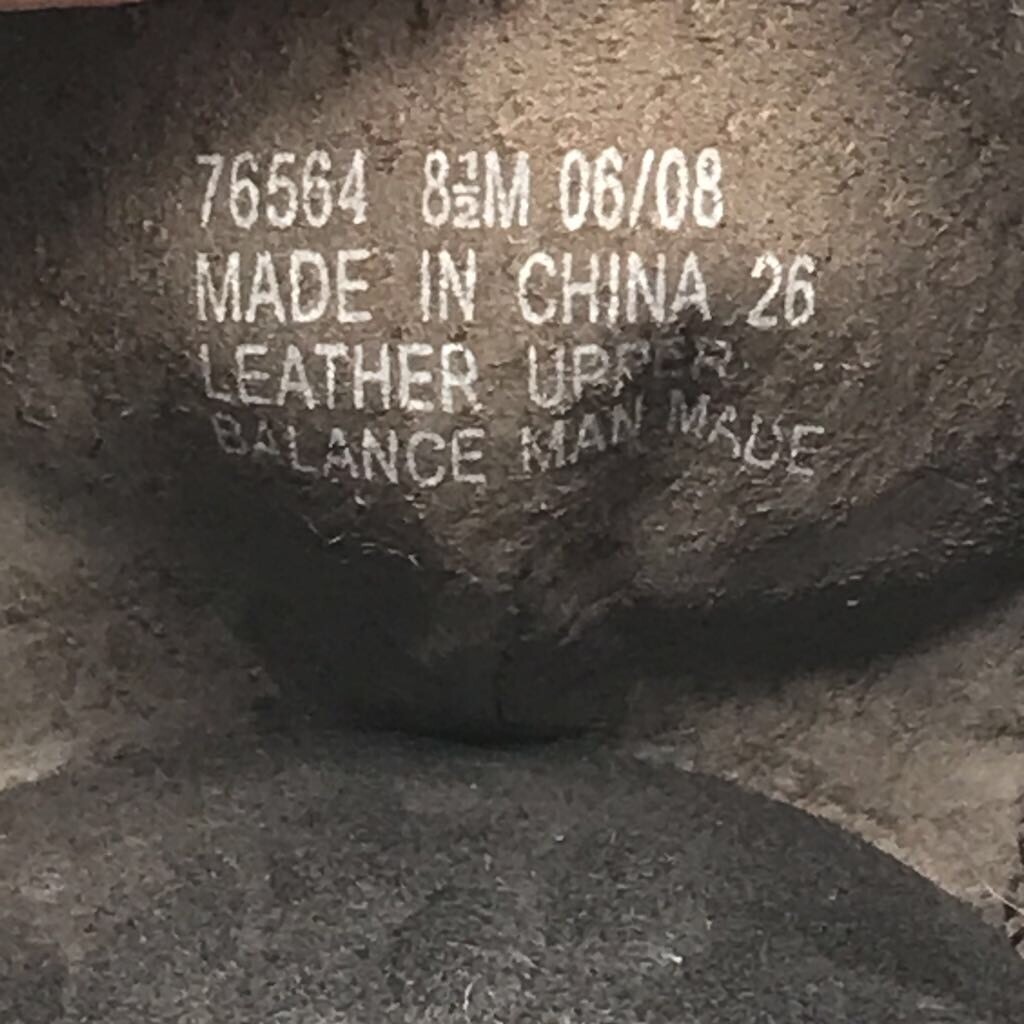 76564 8½M 06/08
MADE IN CHINA 26
LEATHER UPPER
BALANCE MAN MADE